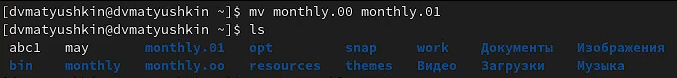 [dvmatyushkin@dvmatyushkin ~]$ mv monthly.00 monthly.01
[dvmatyushkin@dvmatyushkin ~]$ ls
abc1 may monthly.01 opt snap work Документы Изображения
bin monthly monthly.oo resources themes Видео Загрузки Музыка